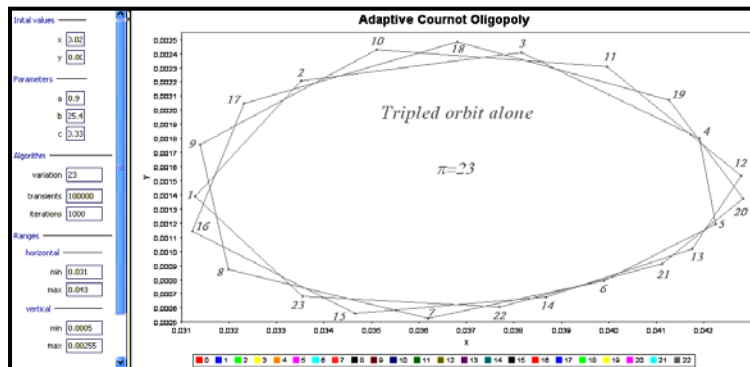 Adaptive Cournot Oligopoly
Inital values
x 0.02
y 0.00
Parameters
a 0.9
b 25.4
c 0.33
Algorithm
variation 23
transients 100000
iterations 1000
Ranges
horizontal
min 0.031
max 0.043
vertical
min 0.0005
max 0.00255
Tripled orbit alone
π=23
Y
0.0025
0.0024
0.0023
0.0022
0.0021
0.0020
0.0019
0.0018
0.0017
0.0016
0.0015
0.0014
0.0013
0.0012
0.0011
0.0010
0.0009
0.0008
0.0007
0.0006
0.0005
10
18
3
11
2
17
19
9
4
12
1
16
20
5
13
8
21
6
23
14
15
7
22
0.031 0.032 0.033 0.034 0.035 0.036 0.037 0.038 0.039 0.040 0.041 0.042
x
0 1 2 3 4 5 6 7 8 9 10 11 12 13 14 15 16 17 18 19 20 21 22